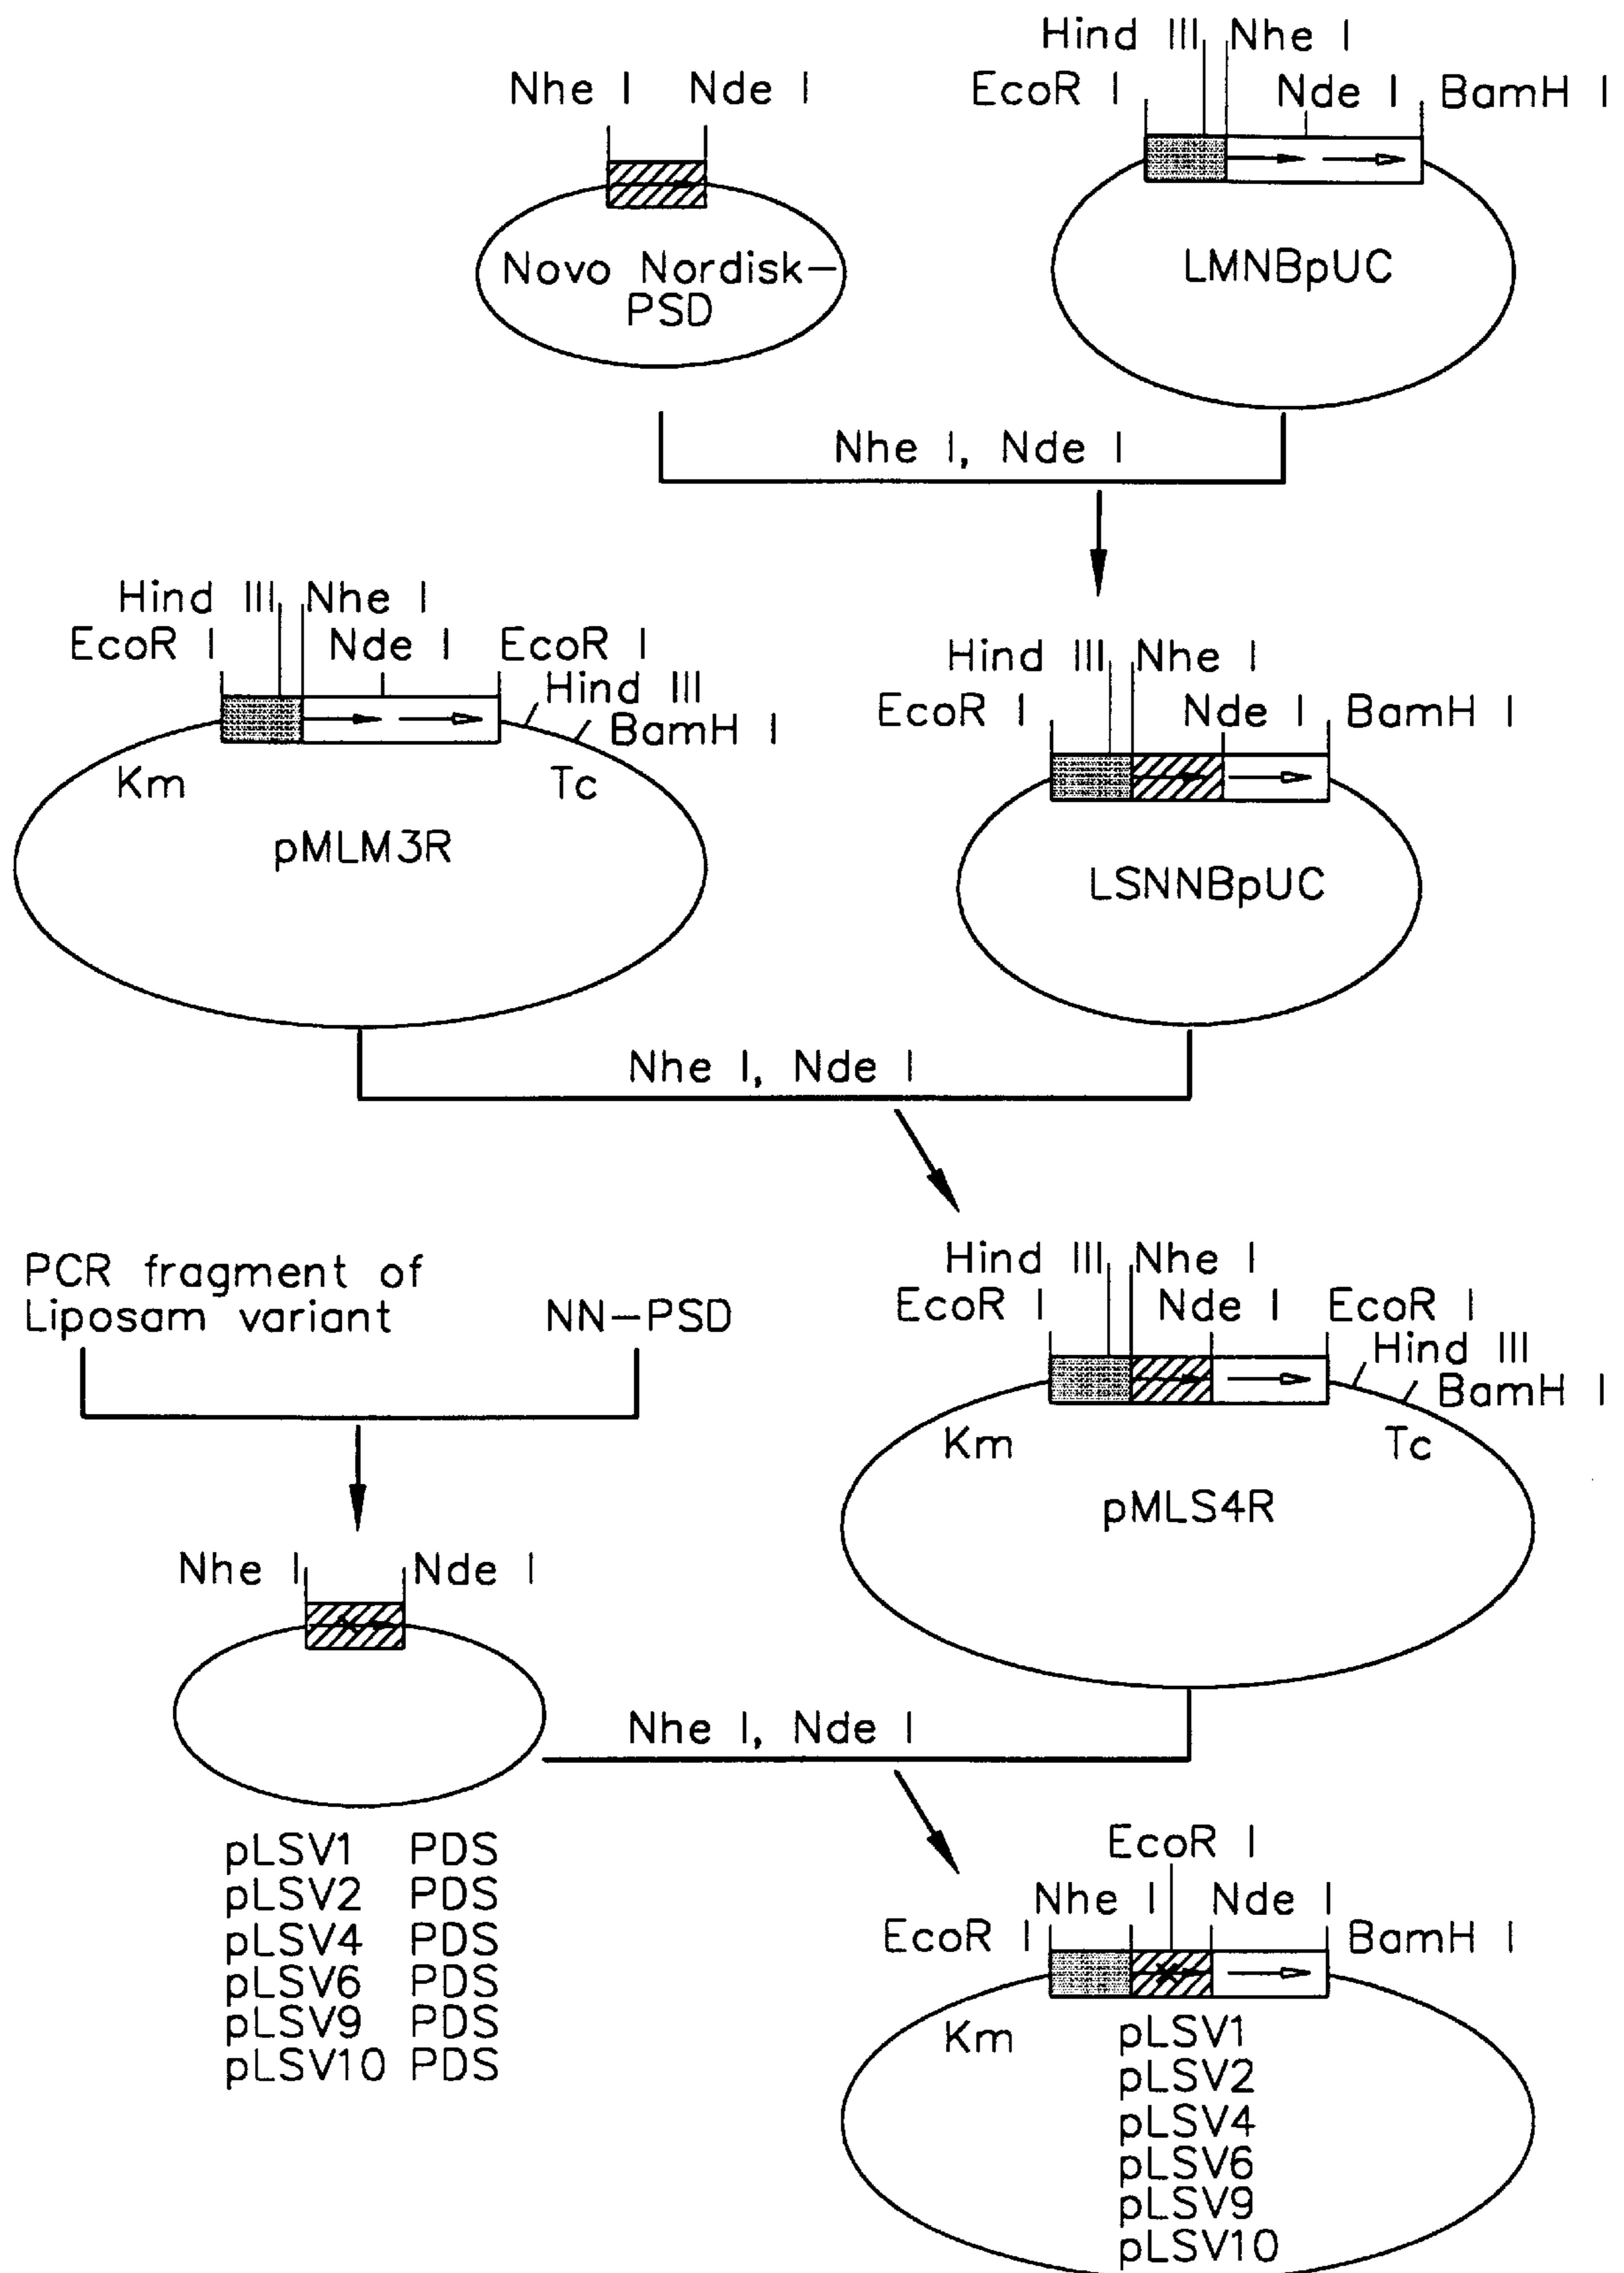 Hind III Nhe I
Nhe I Nde I
EcoR I Nde I BamH I
Novo Nordisk-
PSD
LMNBpUC
Nhe I, Nde I
Hind III Nhe I
EcoR I Nde I EcoR I
Hind III
BamH I
Km Tc
pMLM3R
Hind III Nhe I
EcoR I Nde I BamH I
LSNNBpUC
Nhe I, Nde I
PCR fragment of
Liposam variant
NN-PSD
Hind III Nhe I
EcoR I Nde I EcoR I
Hind III
BamH I
Km Tc
pMLS4R
Nhe I Nde I
Nhe I, Nde I
pLSV1 PDS
pLSV2 PDS
pLSV4 PDS
pLSV6 PDS
pLSV9 PDS
pLSV10 PDS
EcoR I
Nhe I Nde I
EcoR I BamH I
Km
pLSV1
pLSV2
pLSV4
pLSV6
pLSV9
pLSV10